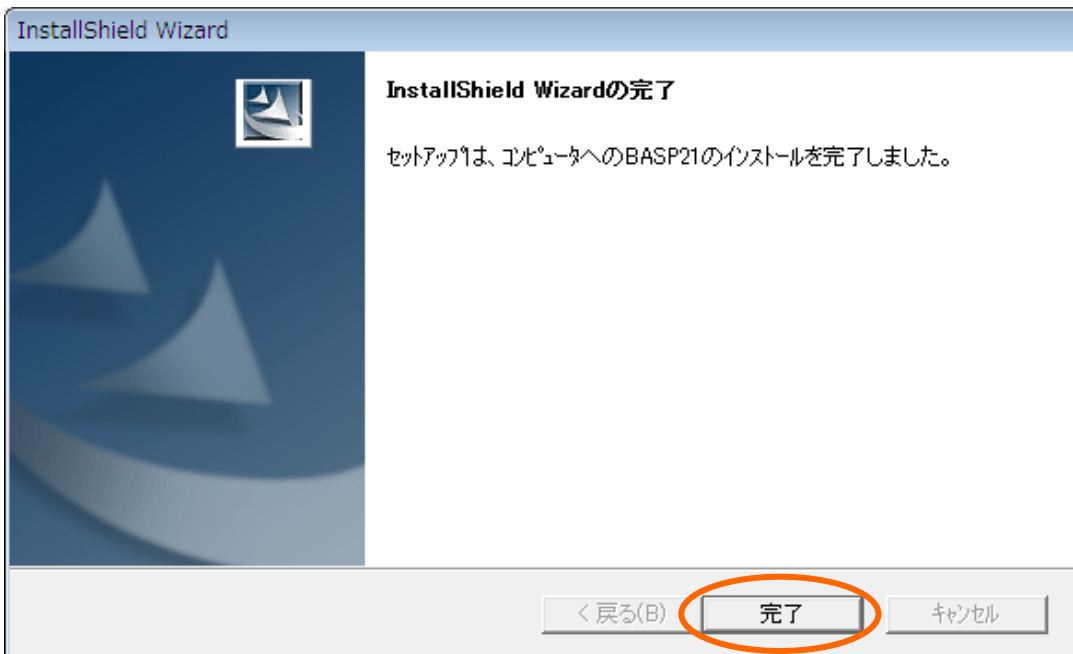 InstallShield Wizard
InstallShield Wizardの完了
ｾｯﾄｱｯﾌﾟは、ｺﾝﾋﾟｭｰﾀへのBASP21のｲﾝｽﾄｰﾙを完了しました。
< 戻る(B)
完了
ｷｬﾝｾﾙ